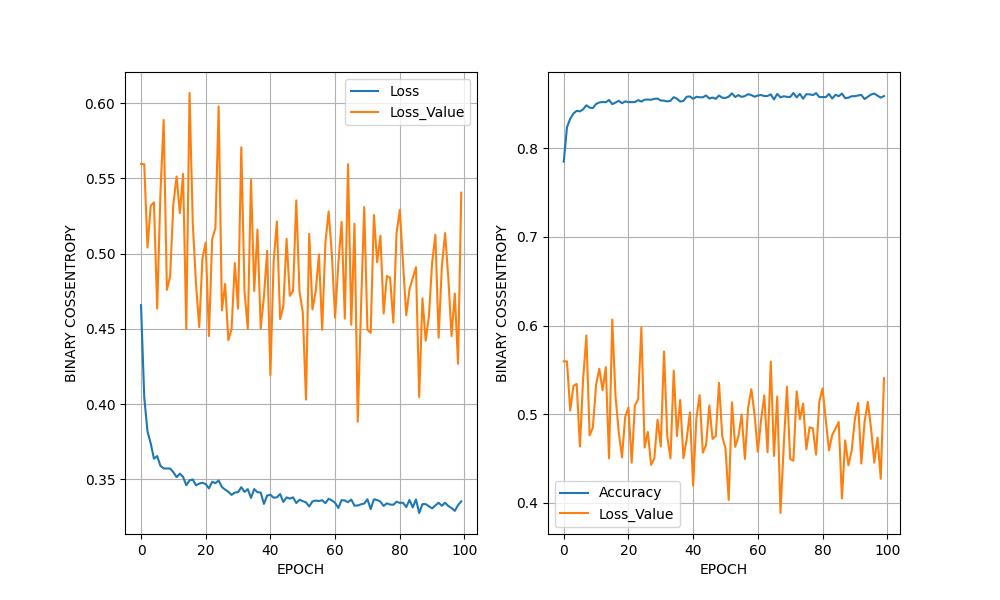 Loss
Loss_Value
0.60
0.55
0.50
0.45
0.40
0.35
BINARY COSSENTROPY
0 20 40 60 80 100
EPOCH
0.8
0.7
0.6
0.5
0.4
BINARY COSSENTROPY
Accuracy
Loss_Value
0 20 40 60 80 100
EPOCH